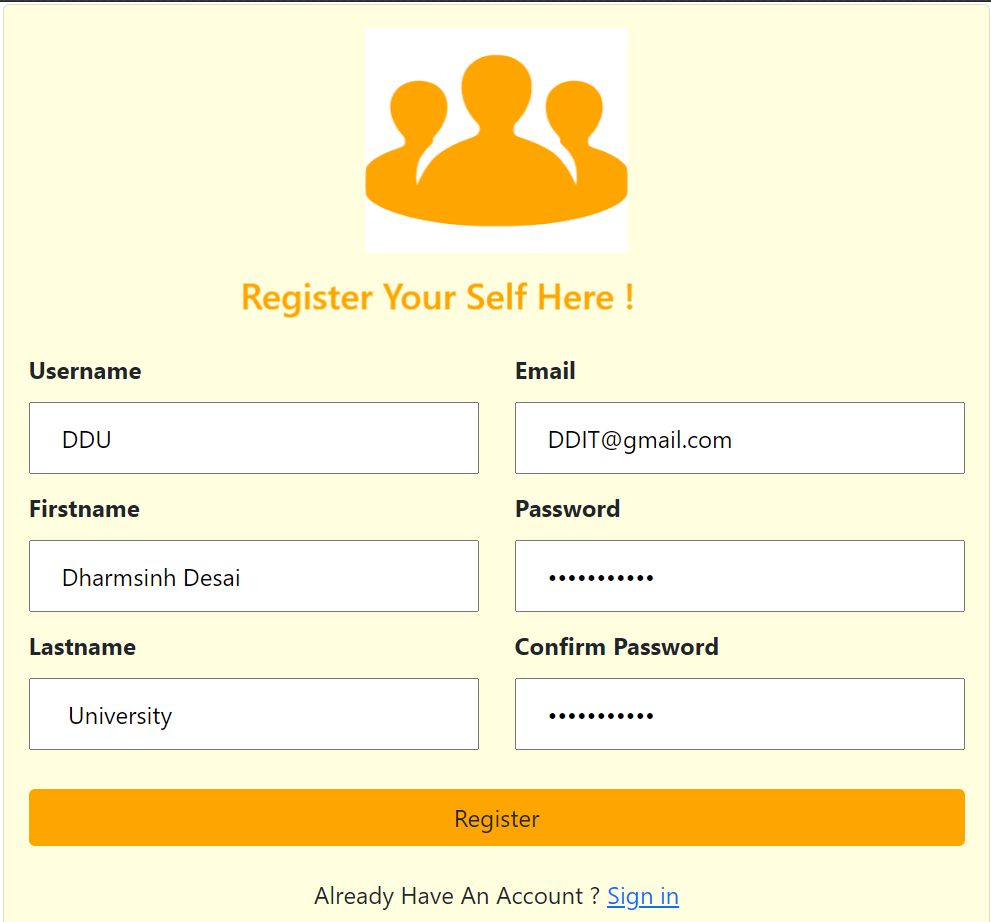 Register Your Self Here !
Username
Email
DDU
DDIT@gmail.com
Firstname
Password
Dharmsinh Desai
•••••••••••
Lastname
Confirm Password
University
•••••••••••
Register
Already Have An Account ? Sign in